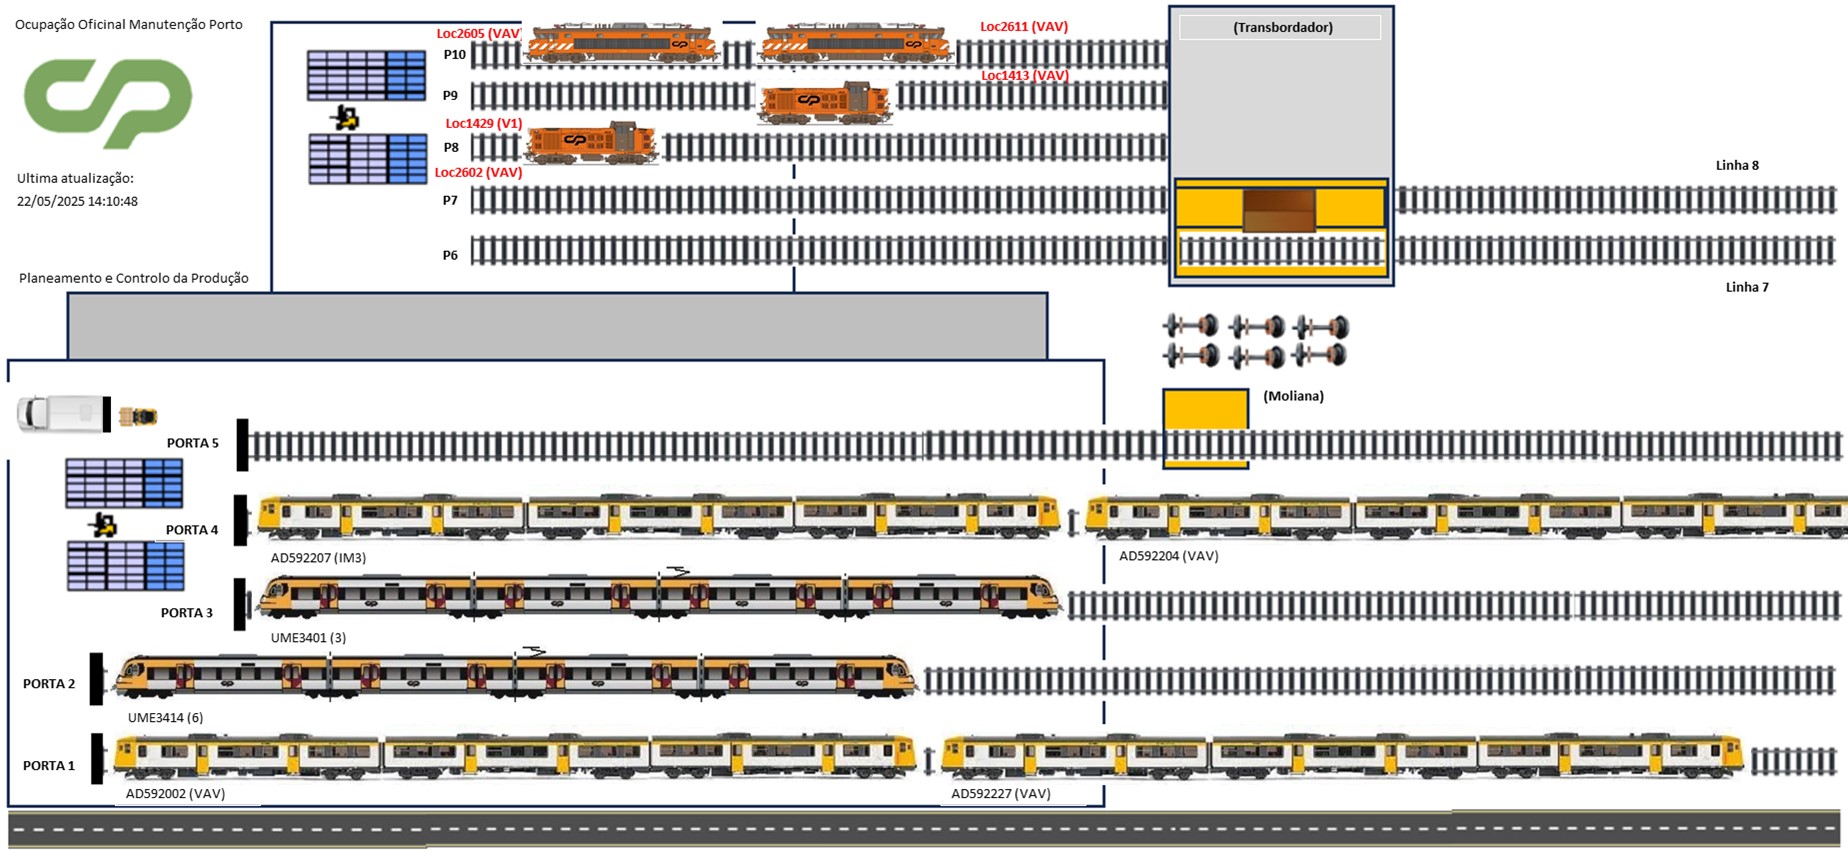 Ocupação Oficinal Manutenção Porto
Ultima atualização:
22/05/2025 14:10:48
Planeamento e Controlo da Produção
Loc2605 (VAV)
Loc2611 (VAV)
P10
Loc1413 (VAV)
P9
Loc1429 (V1)
P8
Loc2602 (VAV)
P7
P6
(Transbordador)
Linha 8
Linha 7
(Moliana)
PORTA 5
PORTA 4
AD592207 (IM3)
AD592204 (VAV)
PORTA 3
UME3401 (3)
PORTA 2
UME3414 (6)
PORTA 1
AD592002 (VAV)
AD592227 (VAV)